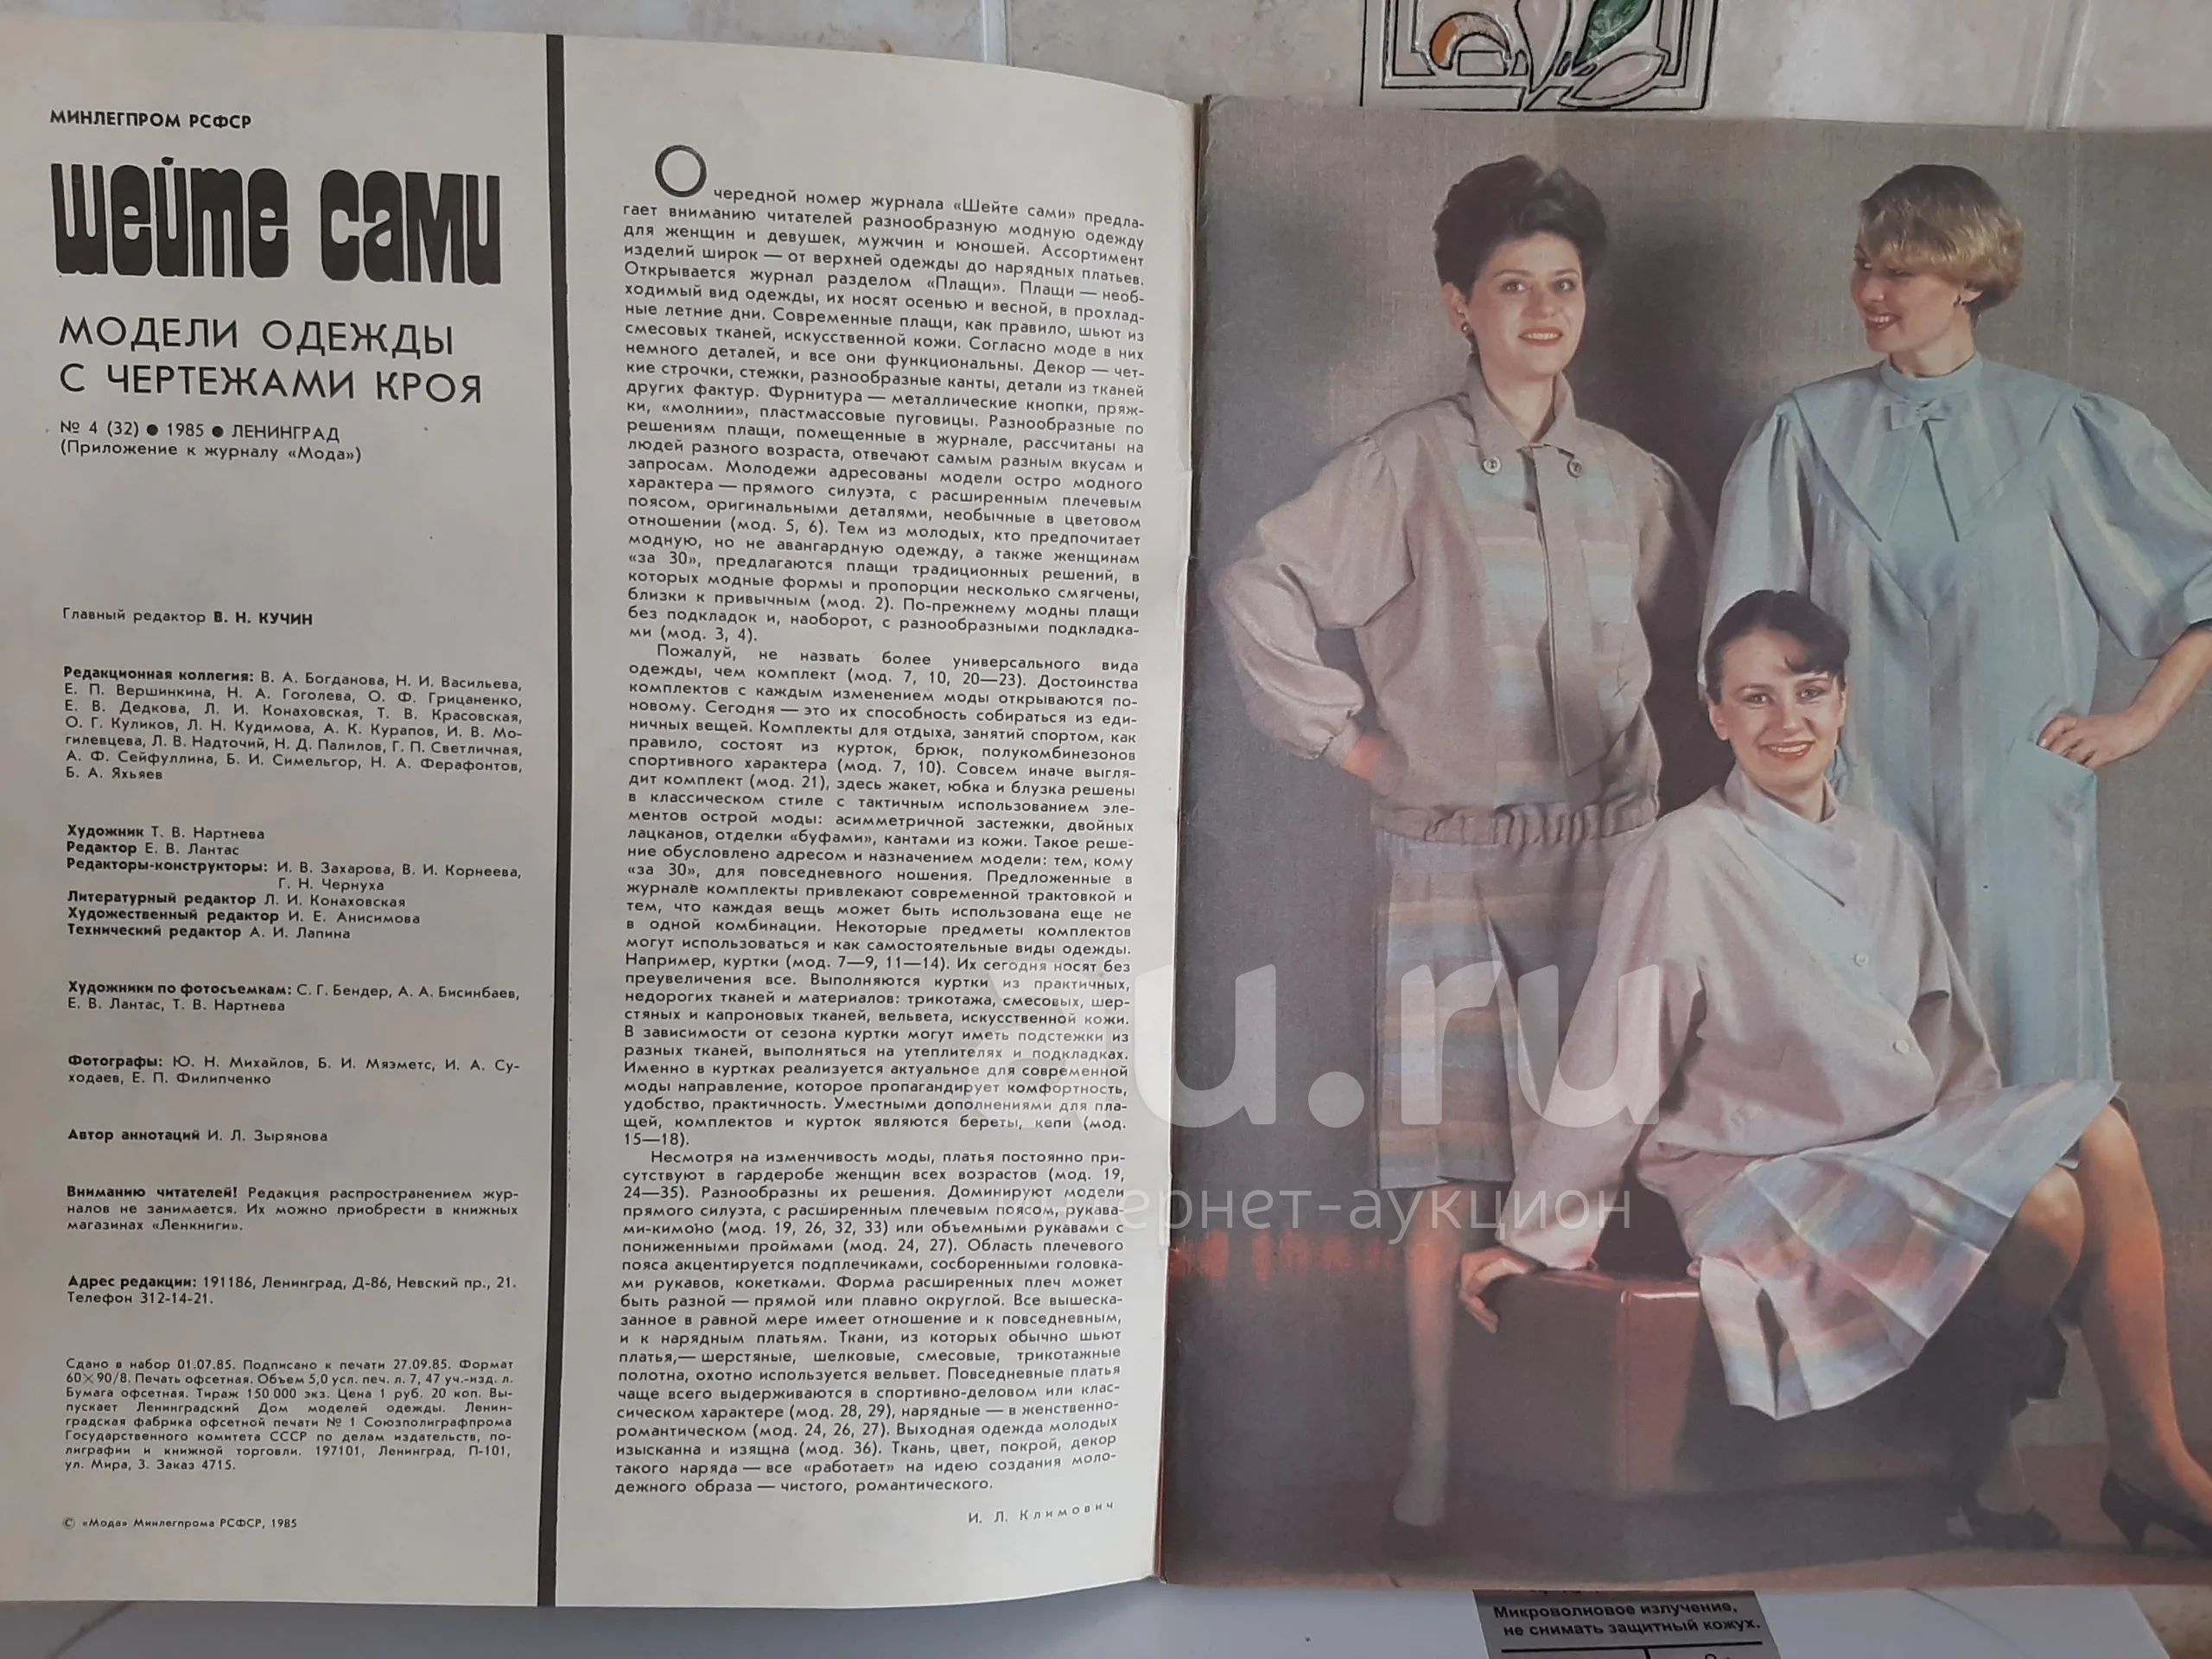 МИНЛЕГПРОМ РСФСР
шейте сами
МОДЕЛИ ОДЕЖДЫ
С ЧЕРТЕЖАМИ КРОЯ
№ 4 (32) ● 1985 ● ЛЕНИНГРАД
(Приложение к журналу «Мода»)
Главный редактор В. Н. КУЧИН
Редакционная коллегия: В. А. Богданова, Н. И. Васильева,
Е. П. Вершинкина, Н. А. Гоголева, О. Ф. Грицаненко,
Е. В. Дедкова, Л. И. Конаховская, Т. В. Красовская,
О. Г. Куликов, Л. Н. Кудимова, А. К. Курапов, И. В. Мо-
гилевцева, Л. В. Надточий, Н. Д. Палилов, Г. П. Светличная,
А. Ф. Сейфуллина, Б. И. Симельгор, Н. А. Ферафонтов,
Б. А. Яхьяев
Художник Т. В. Нартнева
Редактор Е. В. Лантас
Редакторы-конструкторы: И. В. Захарова, В. И. Корнеева,
Г. Н. Чернуха
Литературный редактор Л. И. Конаховская
Художественный редактор И. Е. Анисимова
Технический редактор А. И. Лапина
Художники по фотосъемкам: С. Г. Бендер, А. А. Бисинбаев,
Е. В. Лантас, Т. В. Нартнева
Фотографы: Ю. Н. Михайлов, Б. И. Мяэметс, И. А. Су-
ходаев, Е. П. Филипченко
Автор аннотаций И. Л. Зырянова
Вниманию читателей! Редакция распространением жур-
налов не занимается. Их можно приобрести в книжных
магазинах «Ленкниги».
Адрес редакции: 191186, Ленинград, Д-86, Невский пр., 21.
Телефон 312-14-21.
Сдано в набор 01.07.85. Подписано к печати 27.09.85. Формат
60×90/8. Печать офсетная. Объем 5,0 усл. печ. л. 7, 47 уч.-изд. л.
Бумага офсетная. Тираж 150 000 экз. Цена 1 руб. 20 коп. Вы-
пускает Ленинградский Дом моделей одежды. Ленин-
градская фабрика офсетной печати № 1 Союзполиграфпрома
Государственного комитета СССР по делам издательств, по-
лиграфии и книжной торговли. 197101, Ленинград, П-101,
ул. Мира, 3. Заказ 4715.
© «Мода» Минлегпрома РСФСР, 1985
Очередной номер журнала «Шейте сами» предла-
гает вниманию читателей разнообразную модную одежду
для женщин и девушек, мужчин и юношей. Ассортимент
изделий широк — от верхней одежды до нарядных платьев.
Открывается журнал разделом «Плащи». Плащи — необ-
ходимый вид одежды, их носят осенью и весной, в прохлад-
ные летние дни. Современные плащи, как правило, шьют из
смесовых тканей, искусственной кожи. Согласно моде в них
немного деталей, и все они функциональны. Декор — чет-
кие строчки, стежки, разнообразные канты, детали из тканей
других фактур. Фурнитура — металлические кнопки, пряж-
ки, «молнии», пластмассовые пуговицы. Разнообразные по
решениям плащи, помещенные в журнале, рассчитаны на
людей разного возраста, отвечают самым разным вкусам и
запросам. Молодежи адресованы модели остро модного
характера — прямого силуэта, с расширенным плечевым
поясом, оригинальными деталями, необычные в цветовом
отношении (мод. 5, 6). Тем из молодых, кто предпочитает
модную, но не авангардную одежду, а также женщинам
«за 30», предлагаются плащи традиционных решений, в
которых модные формы и пропорции несколько смягчены,
близки к привычным (мод. 2). По-прежнему модны плащи
без подкладок и, наоборот, с разнообразными подкладка-
ми (мод. 3, 4).
Пожалуй, не назвать более универсального вида
одежды, чем комплект (мод. 7, 10, 20—23). Достоинства
комплектов с каждым изменением моды открываются по-
новому. Сегодня — это их способность собираться из еди-
ничных вещей. Комплекты для отдыха, занятий спортом, как
правило, состоят из курток, брюк, полукомбинезонов
спортивного характера (мод. 7, 10). Совсем иначе выгля-
дит комплект (мод. 21), здесь жакет, юбка и блузка решены
в классическом стиле с тактичным использованием эле-
ментов острой моды: асимметричной застежки, двойных
лацканов, отделки «буфами», кантами из кожи. Такое реше-
ние обусловлено адресом и назначением модели: тем, кому
«за 30», для повседневного ношения. Предложенные в
журнале комплекты привлекают современной трактовкой и
тем, что каждая вещь может быть использована еще не
в одной комбинации. Некоторые предметы комплектов
могут использоваться и как самостоятельные виды одежды.
Например, куртки (мод. 7—9, 11—14). Их сегодня носят без
преувеличения все. Выполняются куртки из практичных,
недорогих тканей и материалов: трикотажа, смесовых, шер-
стяных и капроновых тканей, вельвета, искусственной кожи.
В зависимости от сезона куртки могут иметь подстежки из
разных тканей, выполняться на утеплителях и подкладках.
Именно в куртках реализуется актуальное для современной
моды направление, которое пропагандирует комфортность,
удобство, практичность. Уместными дополнениями для пла-
щей, комплектов и курток являются береты, кепи (мод.
15—18).
Несмотря на изменчивость моды, платья постоянно при-
сутствуют в гардеробе женщин всех возрастов (мод. 19,
24—35). Разнообразны их решения. Доминируют модели
прямого силуэта, с расширенным плечевым поясом, рукава-
ми-кимоно (мод. 19, 26, 32, 33) или объемными рукавами с
пониженными проймами (мод. 24, 27). Область плечевого
пояса акцентируется подплечиками, сосборенными головка-
ми рукавов, кокетками. Форма расширенных плеч может
быть разной — прямой или плавно округлой. Все вышеска-
занное в равной мере имеет отношение и к повседневным,
и к нарядным платьям. Ткани, из которых обычно шьют
платья,— шерстяные, шелковые, смесовые, трикотажные
полотна, охотно используется вельвет. Повседневные платья
чаще всего выдерживаются в спортивно-деловом или клас-
сическом характере (мод. 28, 29), нарядные — в женственно-
романтическом (мод. 24, 26, 27). Выходная одежда молодых
изысканна и изящна (мод. 36). Ткань, цвет, покрой, декор
такого наряда — все «работает» на идею создания моло-
дежного образа — чистого, романтического.
И. Л. Климович
au.ru
интернет-аукцион
Микроволновое излучение,
не снимать защитный кожух.